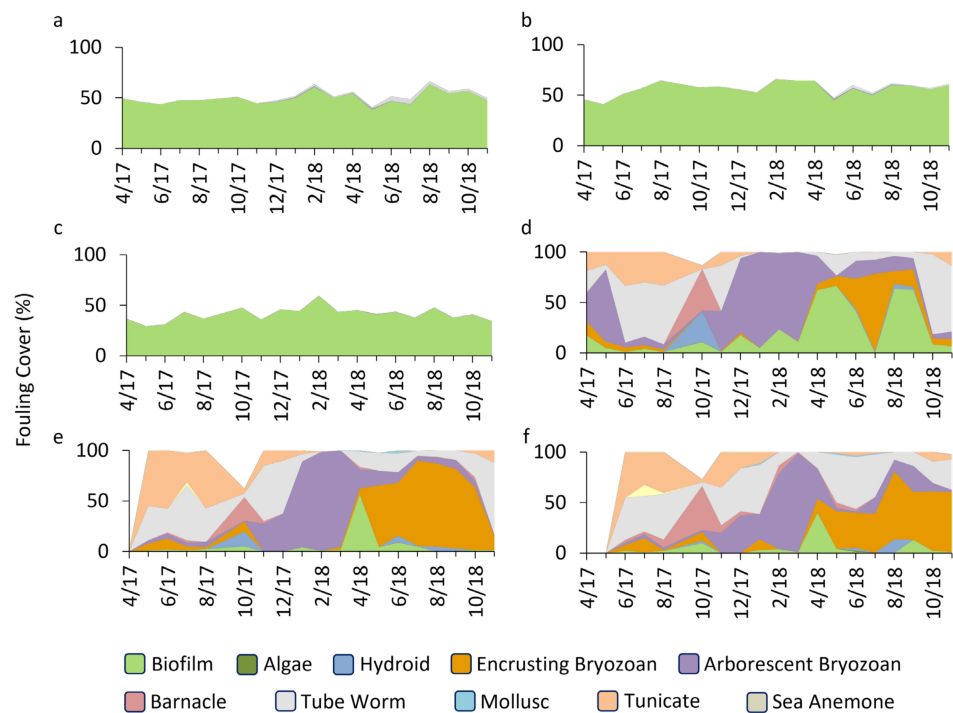 a
100
50
0
4/17 6/17 8/17 10/17 12/17 2/18 4/18 6/18 8/18 10/18
b
100
50
0
4/17 6/17 8/17 10/17 12/17 2/18 4/18 6/18 8/18 10/18
c
100
50
0
4/17 6/17 8/17 10/17 12/17 2/18 4/18 6/18 8/18 10/18
d
100
50
0
4/17 6/17 8/17 10/17 12/17 2/18 4/18 6/18 8/18 10/18
Fouling Cover (%)
e
100
50
0
4/17 6/17 8/17 10/17 12/17 2/18 4/18 6/18 8/18 10/18
f
100
50
0
4/17 6/17 8/17 10/17 12/17 2/18 4/18 6/18 8/18 10/18
Biofilm Algae Hydroid Encrusting Bryozoan Arborescent Bryozoan
Barnacle Tube Worm Mollusc Tunicate Sea Anemone